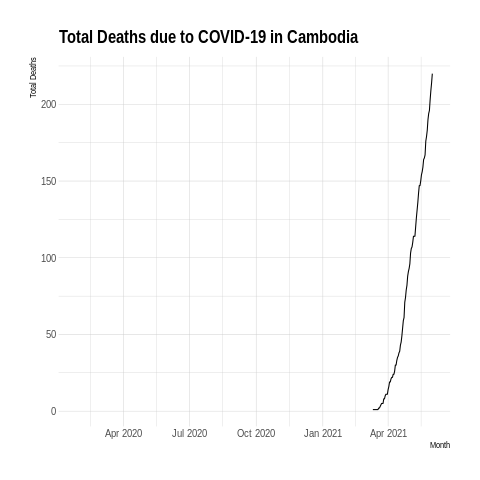 Total Deaths due to COVID-19 in Cambodia
Total Deaths
200
150
100
50
0
Apr 2020 Jul 2020 Oct 2020 Jan 2021 Apr 2021
Month